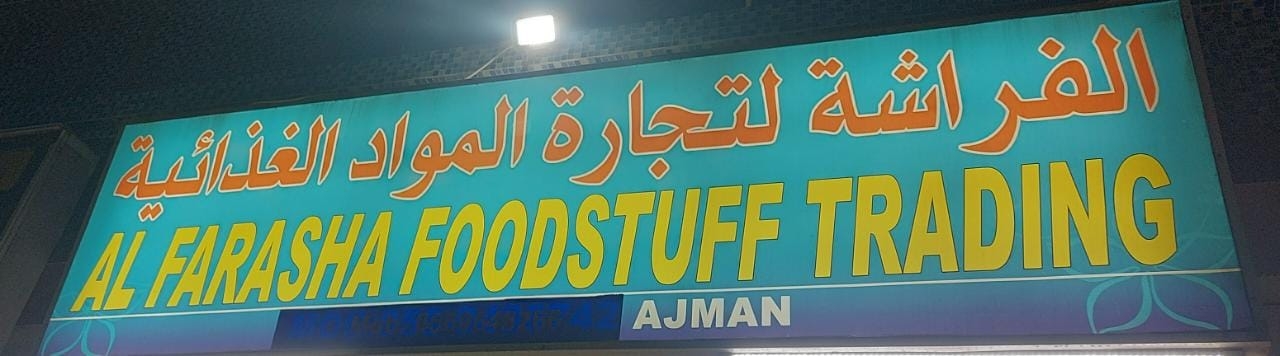 الفراشة لتجارة المواد الغذائية
AL FARASHA FOODSTUFF TRADING
AJMAN